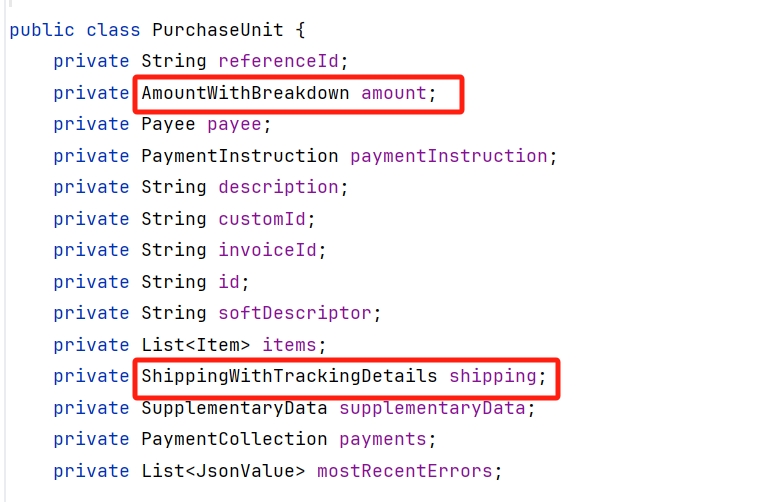 public class PurchaseUnit {
private String referenceId;
private AmountWithBreakdown amount;
private Payee payee;
private PaymentInstruction paymentInstruction;
private String description;
private String customId;
private String invoiceId;
private String id;
private String softDescriptor;
private List<Item> items;
private ShippingWithTrackingDetails shipping;
private SupplementaryData supplementaryData;
private PaymentCollection payments;
private List<JsonValue> mostRecentErrors;